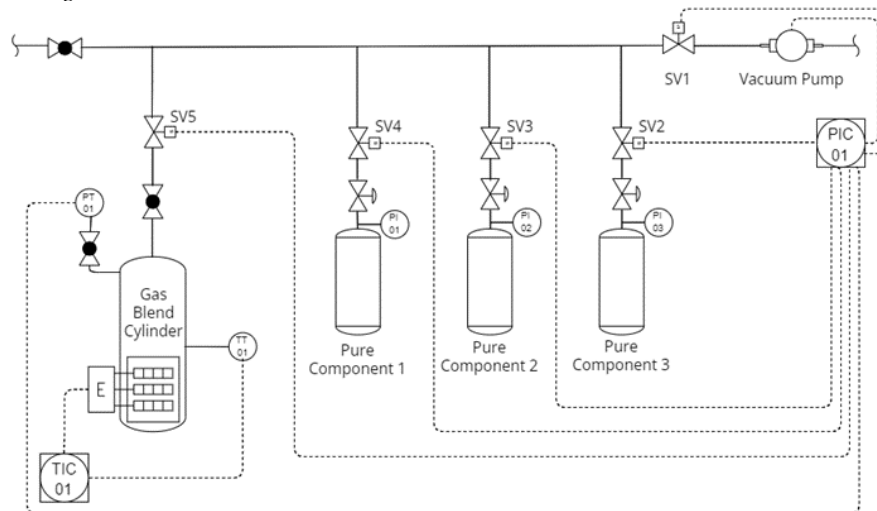 SV1
Vacuum Pump
SV5
SV4
SV3
SV2
PIC
01
PT
01
PI
01
PI
02
PI
03
Gas
Blend
Cylinder
TT
01
E
Pure
Component 1
Pure
Component 2
Pure
Component 3
TIC
01